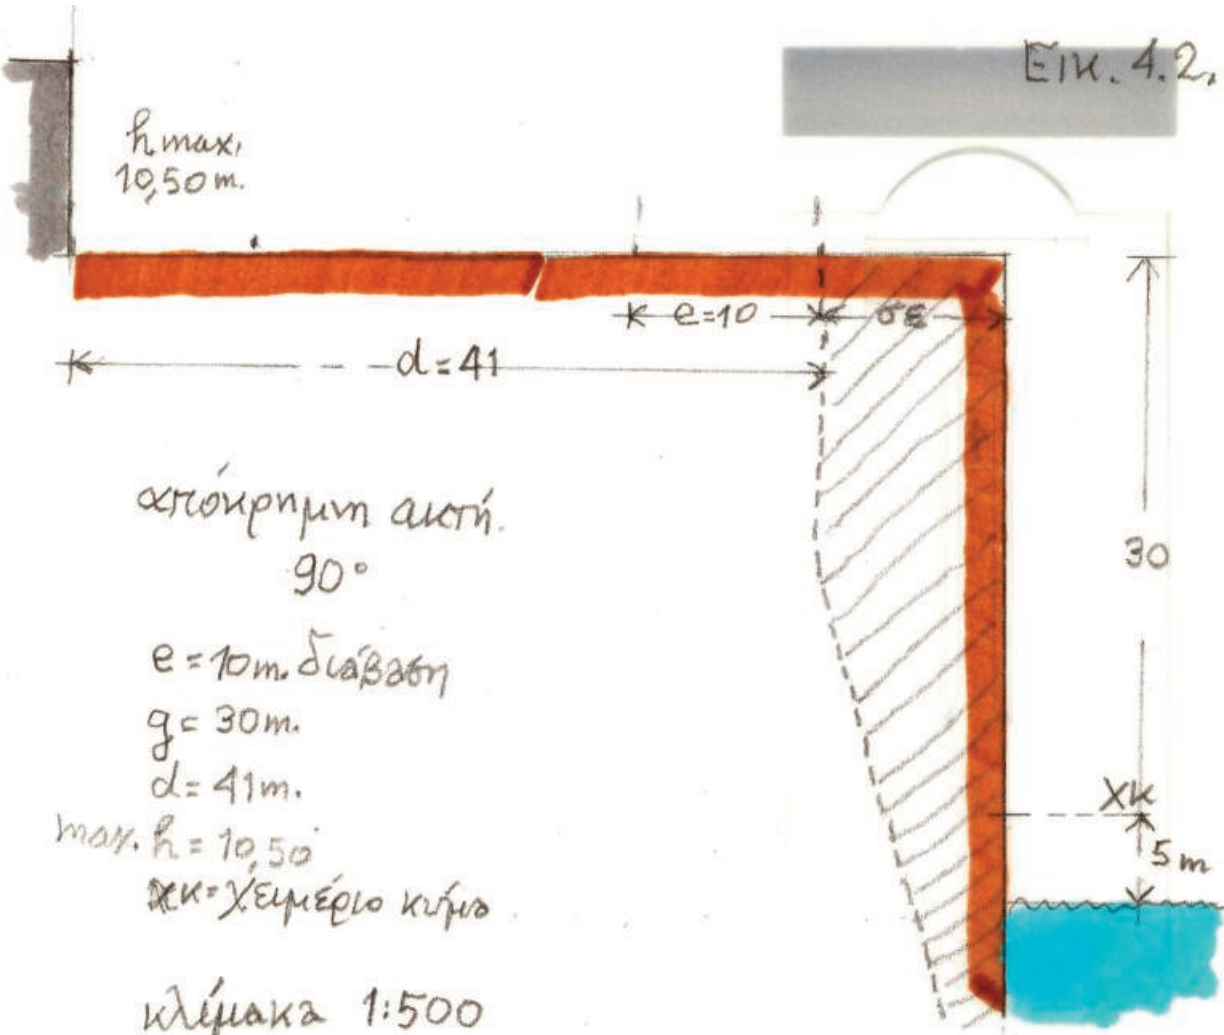 Εικ. 4.2.
h max,
10,50 m.
e=10
σε
d=41
απόκρημνη ακτή.
90°
30
e=10m. διάβαση
g= 30m.
d= 41m.
max. h= 10,50
χκ
5 m
χκ= χειμέριο κύμα
κλίμακα 1:500